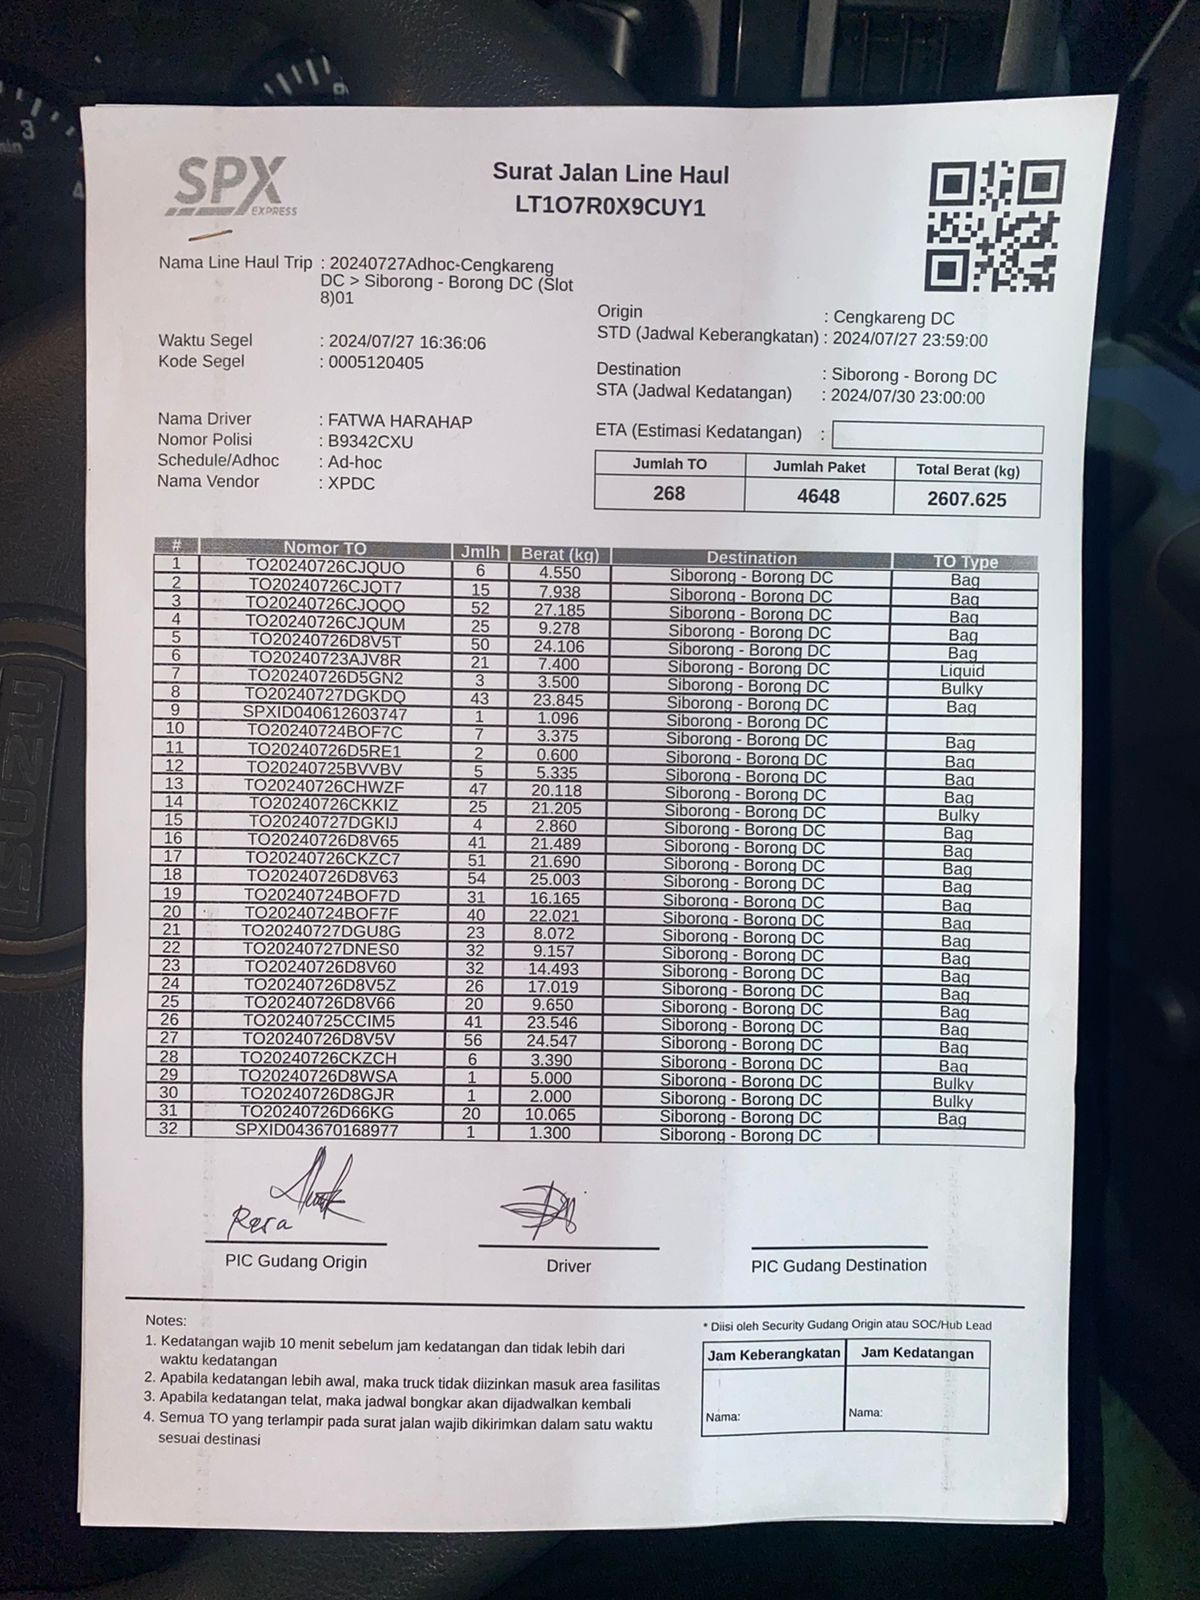 SPX
EXPRESS
Surat Jalan Line Haul
LT1O7R0X9CUY1
Nama Line Haul Trip : 20240727Adhoc-Cengkareng
DC > Siborong - Borong DC (Slot
8)01
Waktu Segel : 2024/07/27 16:36:06
Kode Segel : 0005120405
Nama Driver : FATWA HARAHAP
Nomor Polisi : B9342CXU
Schedule/Adhoc : Ad-hoc
Nama Vendor : XPDC
Origin : Cengkareng DC
STD (Jadwal Keberangkatan) : 2024/07/27 23:59:00
Destination : Siborong - Borong DC
STA (Jadwal Kedatangan) : 2024/07/30 23:00:00
ETA (Estimasi Kedatangan) :
Jumlah TO Jumlah Paket Total Berat (kg)
268 4648 2607.625
# Nomor TO Jmlh Berat (kg) Destination TO Type
1 TO20240726CJQUO 6 4.550 Siborong - Borong DC Bag
2 TO20240726CJQT7 15 7.938 Siborong - Borong DC Bag
3 TO20240726CJQQO 52 27.185 Siborong - Borong DC Bag
4 TO20240726CJQUM 25 9.278 Siborong - Borong DC Bag
5 TO20240726D8V5T 50 24.106 Siborong - Borong DC Bag
6 TO20240723AJV8R 21 7.400 Siborong - Borong DC Liquid
7 TO20240726D5GN2 3 3.500 Siborong - Borong DC Bulky
8 TO20240727DGKDQ 43 23.845 Siborong - Borong DC Bag
9 SPXID040612603747 1 1.096 Siborong - Borong DC
10 TO20240724BOF7C 7 3.375 Siborong - Borong DC Bag
11 TO20240726D5RE1 2 0.600 Siborong - Borong DC Bag
12 TO20240725BVVBV 5 5.335 Siborong - Borong DC Bag
13 TO20240726CHWZF 47 20.118 Siborong - Borong DC Bag
14 TO20240726CKKIZ 25 21.205 Siborong - Borong DC Bulky
15 TO20240727DGKIJ 4 2.860 Siborong - Borong DC Bag
16 TO20240726D8V65 41 21.489 Siborong - Borong DC Bag
17 TO20240726CKZC7 51 21.690 Siborong - Borong DC Bag
18 TO20240726D8V63 54 25.003 Siborong - Borong DC Bag
19 TO20240724BOF7D 31 16.165 Siborong - Borong DC Bag
20 TO20240724BOF7F 40 22.021 Siborong - Borong DC Bag
21 TO20240727DGU8G 23 8.072 Siborong - Borong DC Bag
22 TO20240727DNES0 32 9.157 Siborong - Borong DC Bag
23 TO20240726D8V60 32 14.493 Siborong - Borong DC Bag
24 TO20240726D8V5Z 26 17.019 Siborong - Borong DC Bag
25 TO20240726D8V66 20 9.650 Siborong - Borong DC Bag
26 TO20240725CCIM5 41 23.546 Siborong - Borong DC Bag
27 TO20240726D8V5V 56 24.547 Siborong - Borong DC Bag
28 TO20240726CKZCH 6 3.390 Siborong - Borong DC Bag
29 TO20240726D8WSA 1 5.000 Siborong - Borong DC Bulky
30 TO20240726D8GJR 1 2.000 Siborong - Borong DC Bulky
31 TO20240726D66KG 20 10.065 Siborong - Borong DC Bag
32 SPXID043670168977 1 1.300 Siborong - Borong DC
Rara
PIC Gudang Origin Driver PIC Gudang Destination
Notes:
1. Kedatangan wajib 10 menit sebelum jam kedatangan dan tidak lebih dari
waktu kedatangan
2. Apabila kedatangan lebih awal, maka truck tidak diizinkan masuk area fasilitas
3. Apabila kedatangan telat, maka jadwal bongkar akan dijadwalkan kembali
4. Semua TO yang terlampir pada surat jalan wajib dikirimkan dalam satu waktu
sesuai destinasi
* Diisi oleh Security Gudang Origin atau SOC/Hub Lead
Jam Keberangkatan Jam Kedatangan
Nama: Nama:
ISUZU
3
4